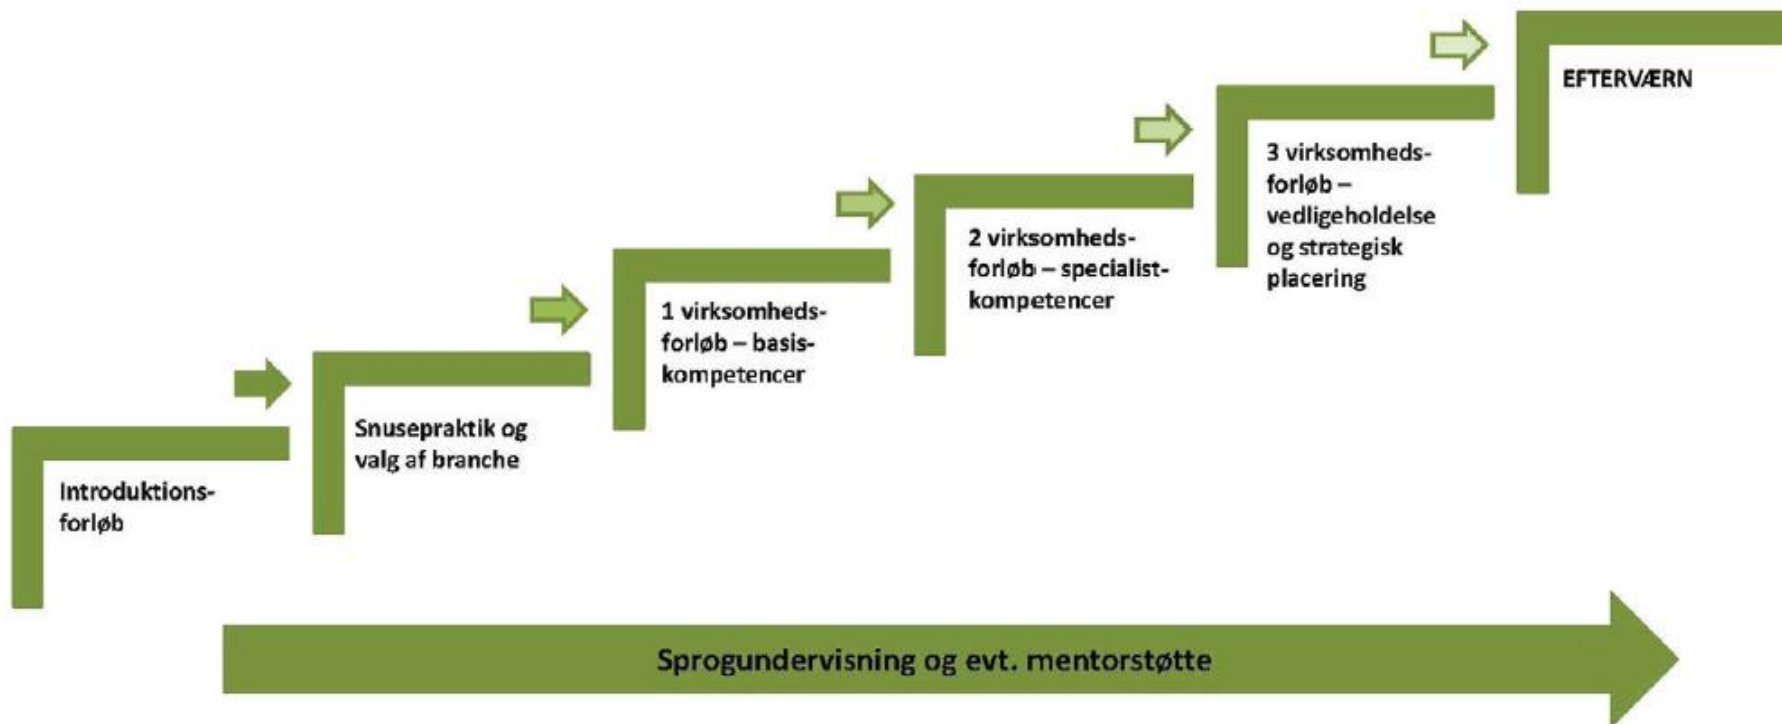 Introduktions-
forløb
Snusepraktik og
valg af branche
1 virksomheds-
forløb – basis-
kompetencer
2 virksomheds-
forløb – specialist-
kompetencer
3 virksomheds-
forløb –
vedligeholdelse
og strategisk
placering
EFTERVÆRN
Sprogundervisning og evt. mentorstøtte